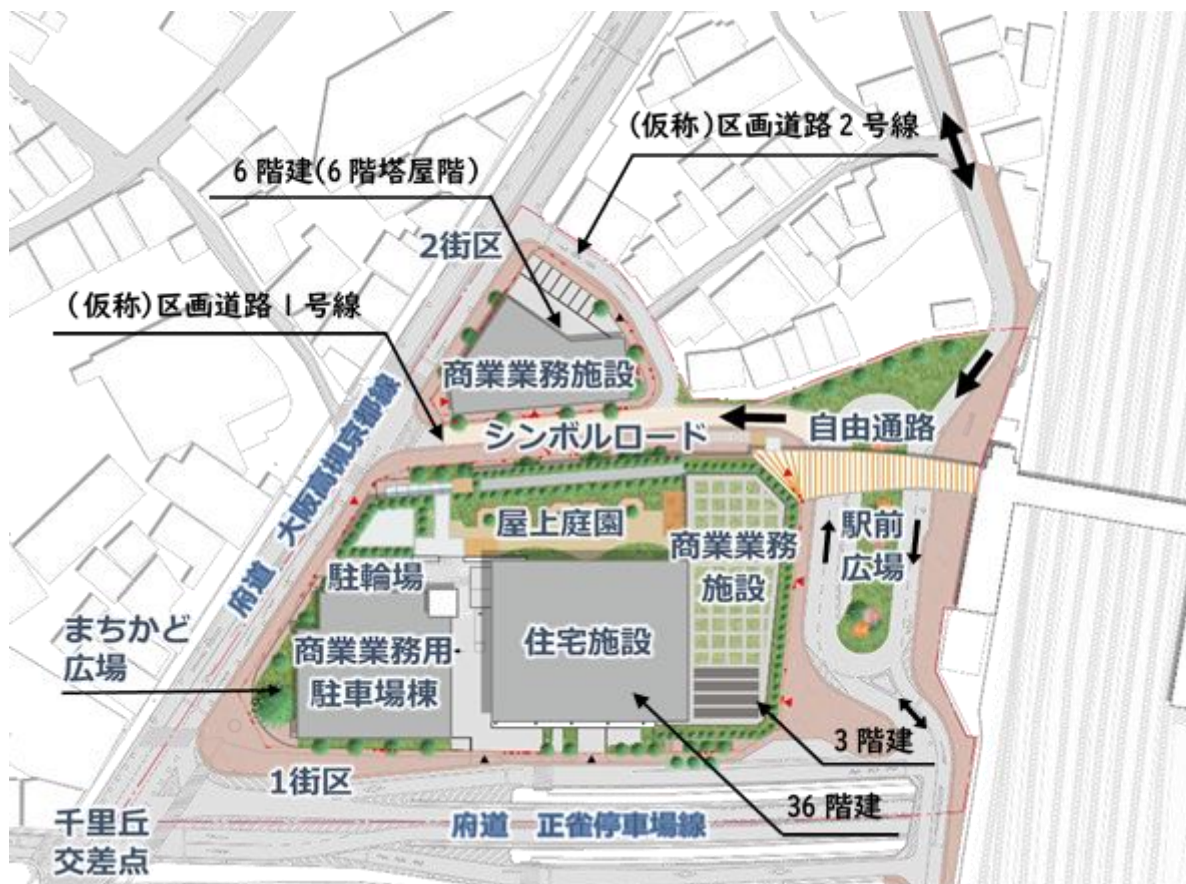 (仮称)区画道路2号線
6階建(6階塔屋階)
2街区
(仮称)区画道路1号線
商業業務施設
シンボルロード
自由通路
府道 大阪高槻京都線
屋上庭園
商業業務
施設
駅前
広場
駐輪場
まちかど
広場
商業業務用
駐車場棟
住宅施設
3階建
1街区
36階建
千里丘
交差点
府道 正雀停車場線